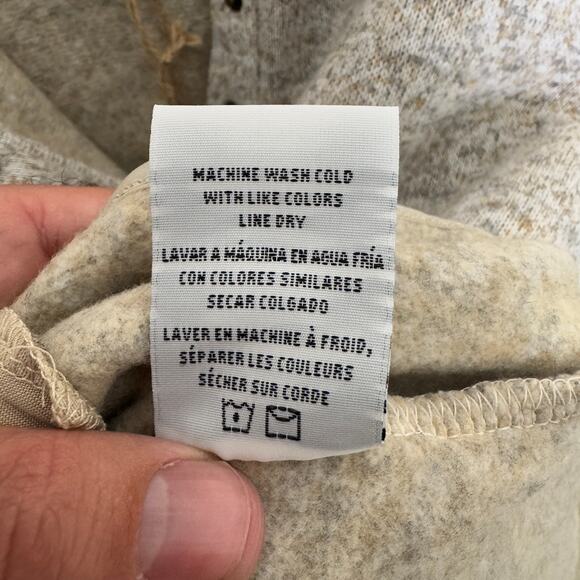 MACHINE WASH COLD
WITH LIKE COLORS
LINE DRY
LAVAR A MÁQUINA EN AGUA FRÍA
CON COLORES SIMILARES
SECAR COLGADO
LAVER EN MACHINE À FROID,
SÉPARER LES COULEURS
SÉCHER SUR CORDE